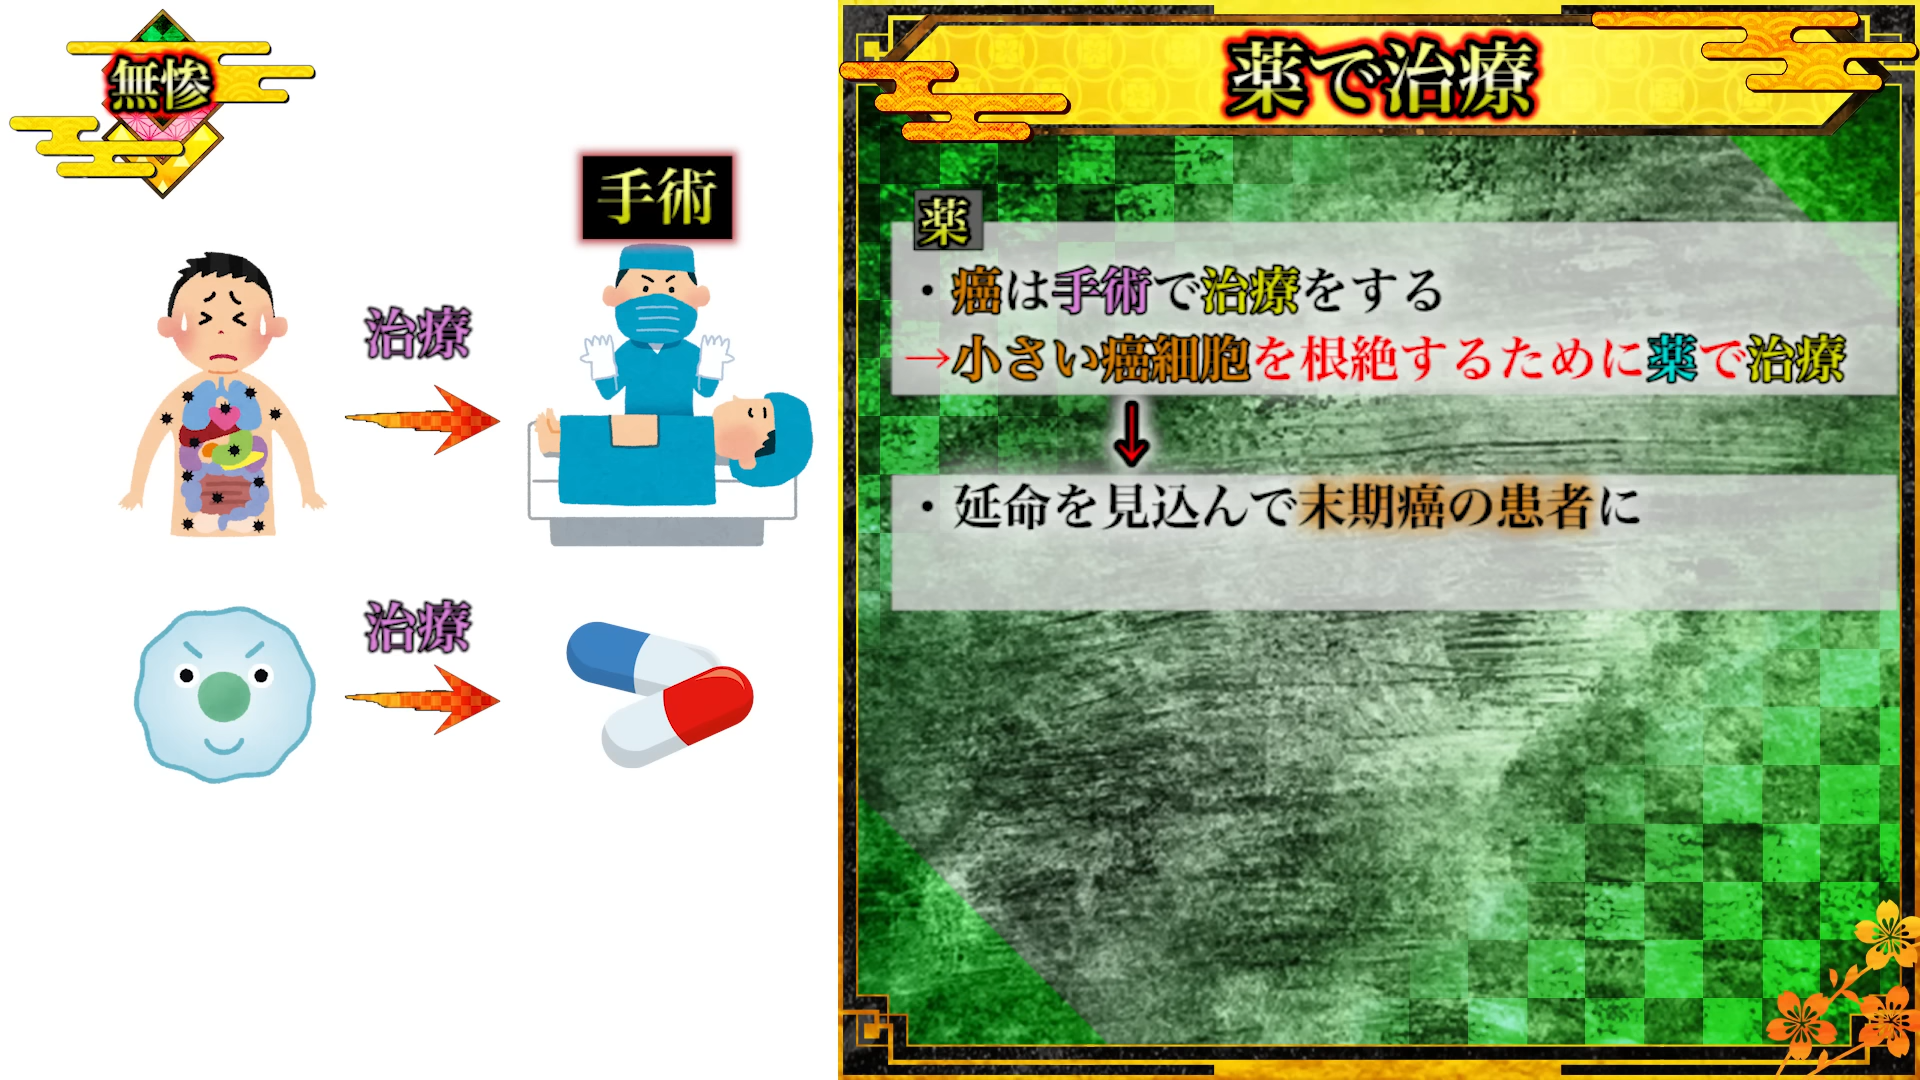 無惨
手術
治療
治療
薬で治療
薬
・癌は手術で治療をする
→小さい癌細胞を根絶するために薬で治療
↓
・延命を見込んで末期癌の患者に